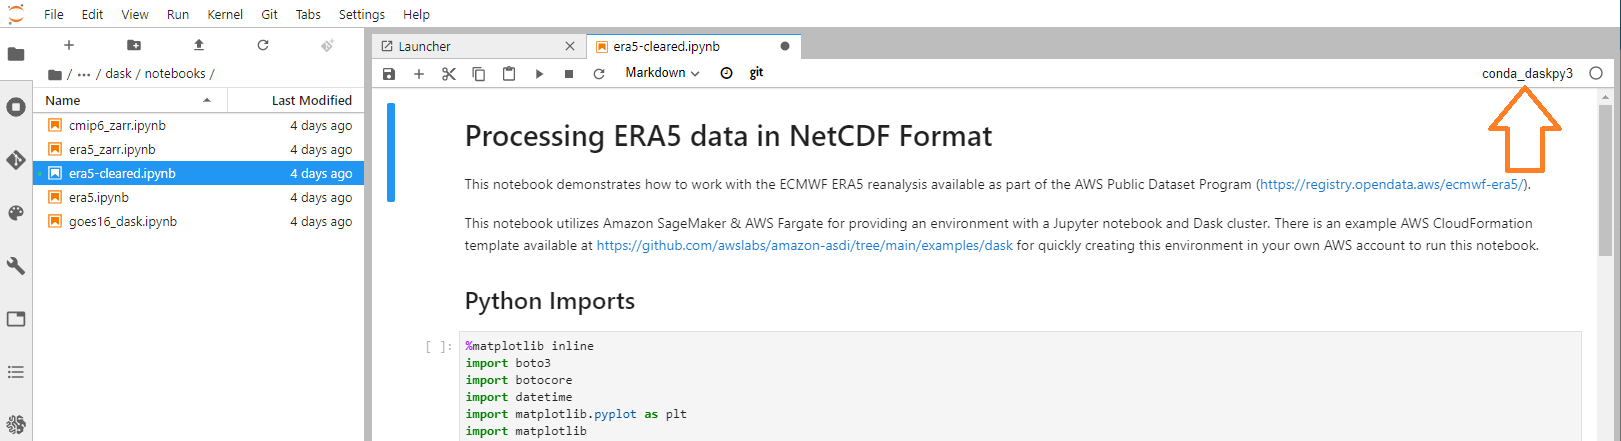 File Edit View Run Kernel Git Tabs Settings Help
/ ··· / dask / notebooks /
Name Last Modified
cmip6_zarr.ipynb 4 days ago
era5_zarr.ipynb 4 days ago
era5-cleared.ipynb 4 days ago
era5.ipynb 4 days ago
goes16_dask.ipynb 4 days ago
Launcher era5-cleared.ipynb
Markdown git conda_daskpy3
Processing ERA5 data in NetCDF Format
This notebook demonstrates how to work with the ECMWF ERA5 reanalysis available as part of the AWS Public Dataset Program (https://registry.opendata.aws/ecmwf-era5/).
This notebook utilizes Amazon SageMaker & AWS Fargate for providing an environment with a Jupyter notebook and Dask cluster. There is an example AWS CloudFormation
template available at https://github.com/awslabs/amazon-asdi/tree/main/examples/dask for quickly creating this environment in your own AWS account to run this notebook.
Python Imports
[ ]: %matplotlib inline
import boto3
import botocore
import datetime
import matplotlib.pyplot as plt
import matplotlib